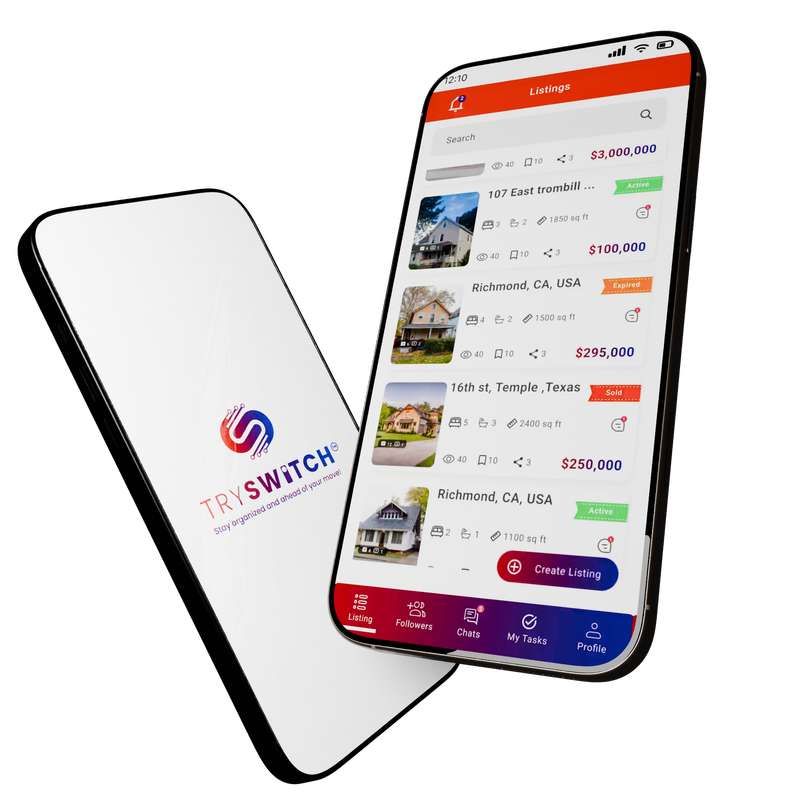 TRYSWITCH
Stay organized and ahead of your move!
12:10
2
Listings
Search
40 10 3 $3,000,000
107 East trombill ... Active
3 2 1850 sq ft
40 10 3 $100,000
Richmond, CA, USA Expired
4 2 1500 sq ft
40 10 3 $295,000
16th st, Temple ,Texas Sold
5 3 2400 sq ft
40 10 3 $250,000
Richmond, CA, USA Active
2 1 1100 sq ft
Create Listing
Listing Followers Chats My Tasks Profile